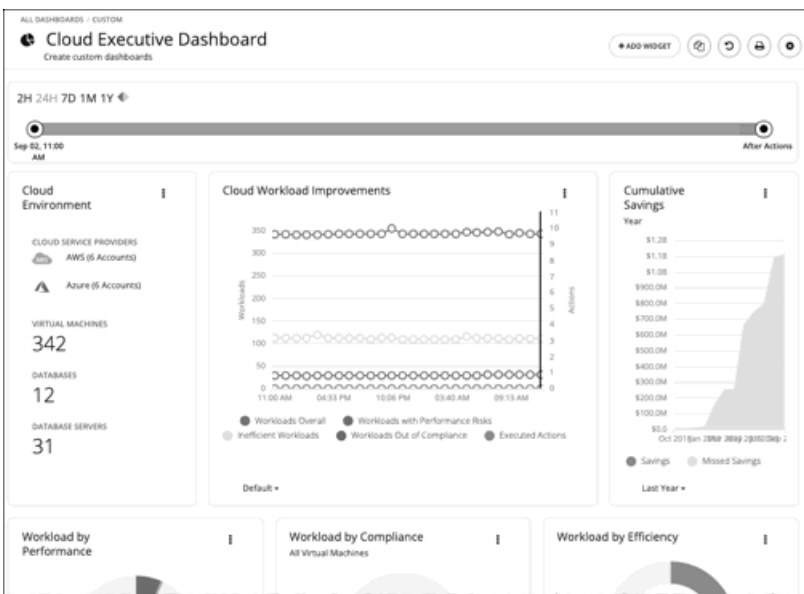 ALL DASHBOARDS / CUSTOM
Cloud Executive Dashboard
Create custom dashboards
ADD WIDGET
2H 24H 7D 1M 1Y
Sep 02, 11:00
AM
After Actions
Cloud
Environment
CLOUD SERVICE PROVIDERS
AWS (6 Accounts)
Azure (6 Accounts)
VIRTUAL MACHINES
342
DATABASES
12
DATABASE SERVERS
31
Cloud Workload Improvements
350
300
250
200
150
100
50
0
Workloads
11
10
9
8
7
6
5
4
3
2
1
0
Actions
11:00 AM 04:33 PM 10:06 PM 03:40 AM 09:13 AM
Workloads Overall Workloads with Performance Risks
Inefficient Workloads Workloads Out of Compliance Executed Actions
Default
Cumulative
Savings
Year
$1.2B
$1.1B
$1.0B
$900.0M
$800.0M
$700.0M
$600.0M
$500.0M
$400.0M
$300.0M
$200.0M
$100.0M
$0.0
Oct
Savings Missed Savings
Last Year
Workload by
Performance
Workload by Compliance
All Virtual Machines
Workload by Efficiency